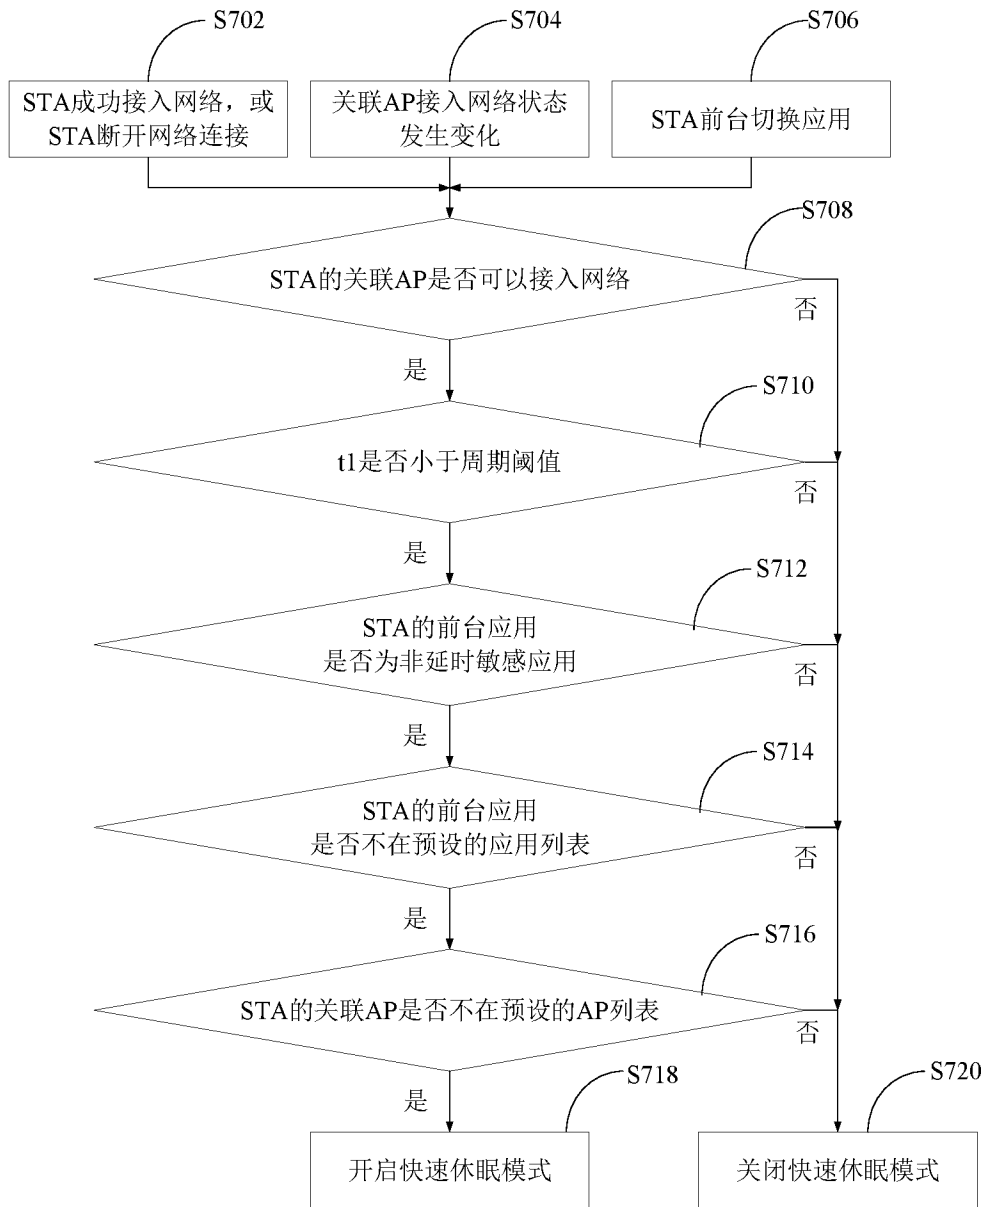 S702
S704
S706
STA成功接入网络，或
STA断开网络连接
关联AP接入网络状态
发生变化
STA前台切换应用
S708
STA的关联AP是否可以接入网络
否
是
S710
t1是否小于周期阈值
否
是
S712
STA的前台应用
是否为非延时敏感应用
否
是
S714
STA的前台应用
是否不在预设的应用列表
否
是
S716
STA的关联AP是否不在预设的AP列表
否
是
S718
S720
开启快速休眠模式
关闭快速休眠模式